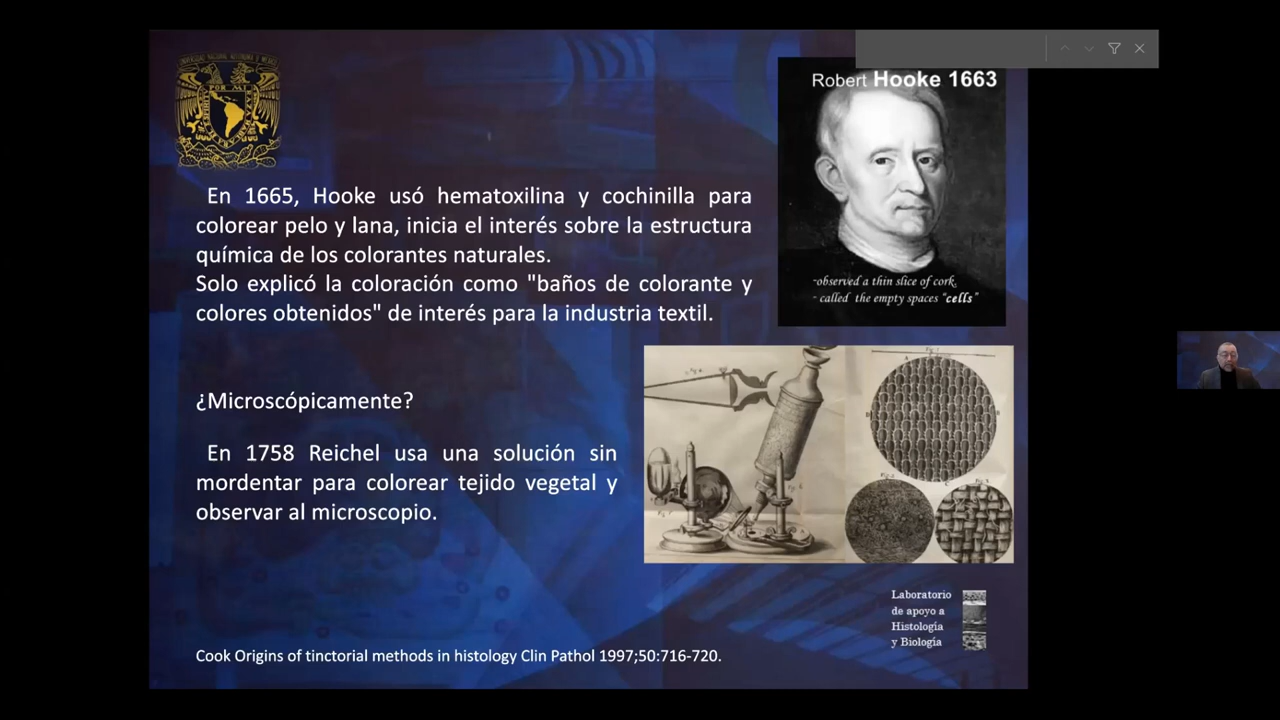 POR MI
Robert Hooke 1663
En 1665, Hooke usó hematoxilina y cochinilla para
colorear pelo y lana, inicia el interés sobre la estructura
química de los colorantes naturales.
Solo explicó la coloración como "baños de colorante y
colores obtenidos" de interés para la industria textil.
-observed a thin slice of cork,
- called the empty spaces "cells"
¿Microscópicamente?
En 1758 Reichel usa una solución sin
mordentar para colorear tejido vegetal y
observar al microscopio.
Laboratorio
de apoyo a
Histología
y Biología
Cook Origins of tinctorial methods in histology Clin Pathol 1997;50:716-720.